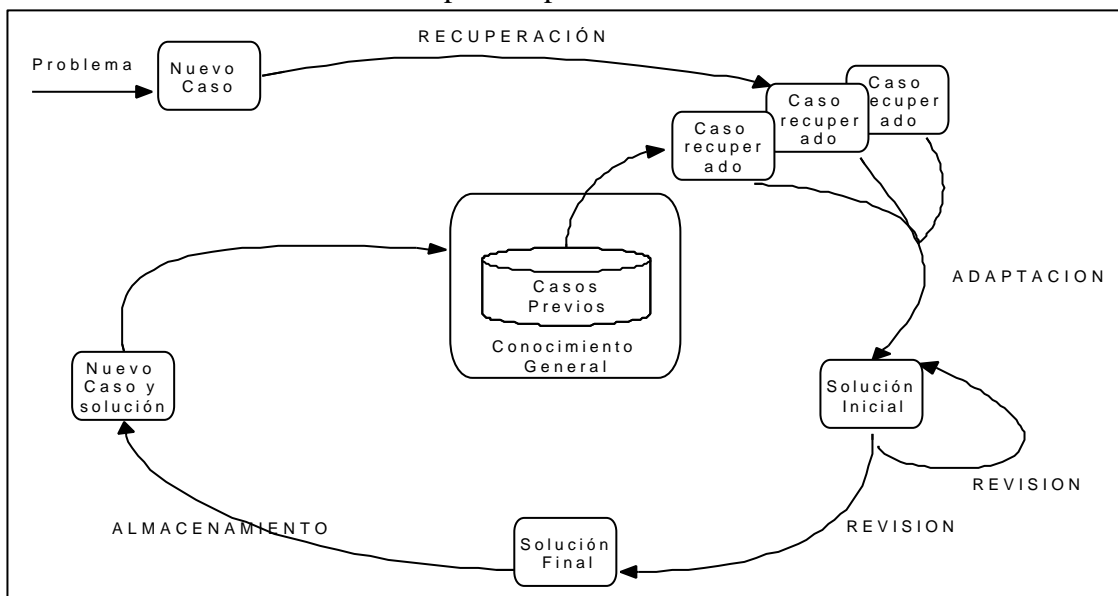 RECUPERACIÓN
Problema
Nuevo
Caso
Caso
recuper
ado
Caso
recuper
ado
Caso
recuper
ado
Casos
Previos
Conocimiento
General
ADAPTACION
Nuevo
Caso y
solución
Solución
Inicial
REVISION
REVISION
ALMACENAMIENTO
Solución
Final